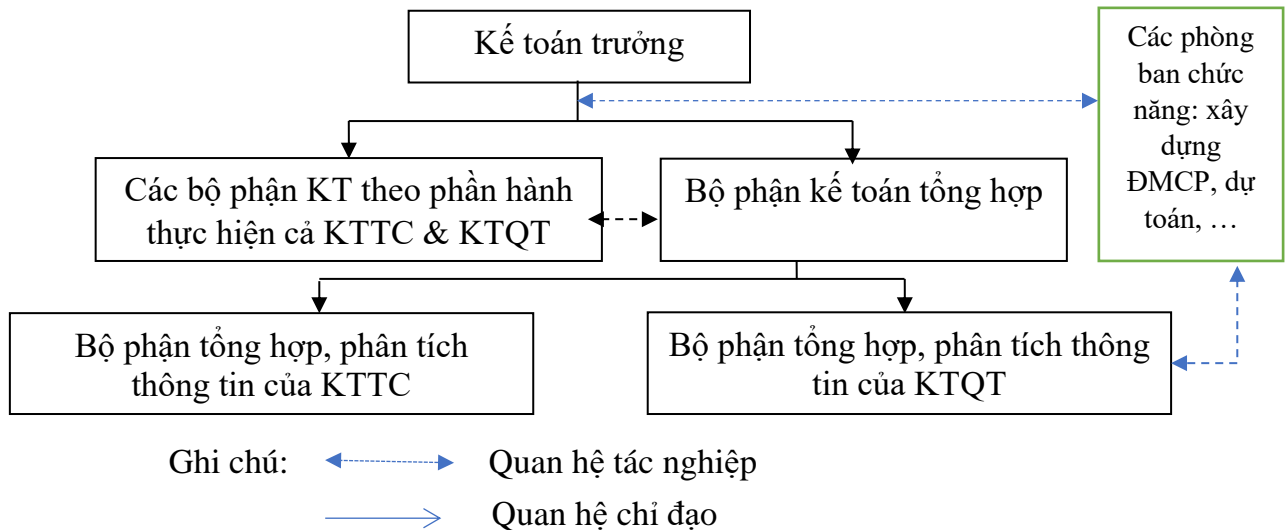 Kế toán trưởng
Các phòng
ban chức
năng: xây
dựng
ĐMCP, dự
toán, …
Các bộ phận KT theo phần hành
thực hiện cả KTTC & KTQT
Bộ phận kế toán tổng hợp
Bộ phận tổng hợp, phân tích
thông tin của KTTC
Bộ phận tổng hợp, phân tích thông
tin của KTQT
Ghi chú:
Quan hệ tác nghiệp
Quan hệ chỉ đạo